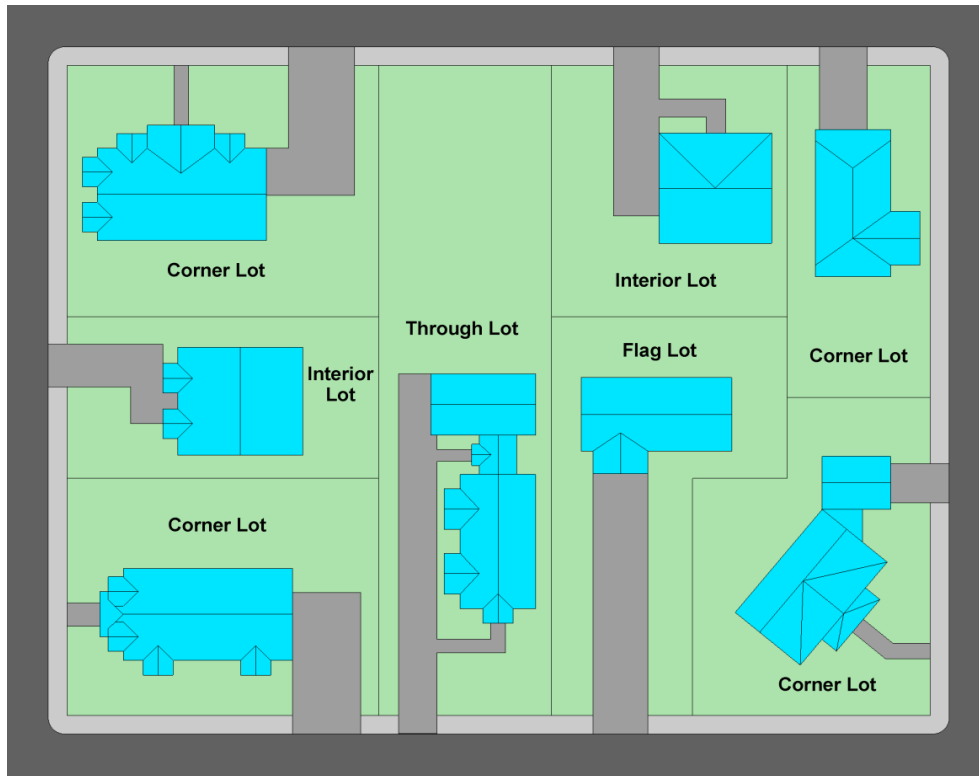 Corner Lot
Interior Lot
Through Lot
Flag Lot
Corner Lot
Interior
Lot
Corner Lot
Corner Lot